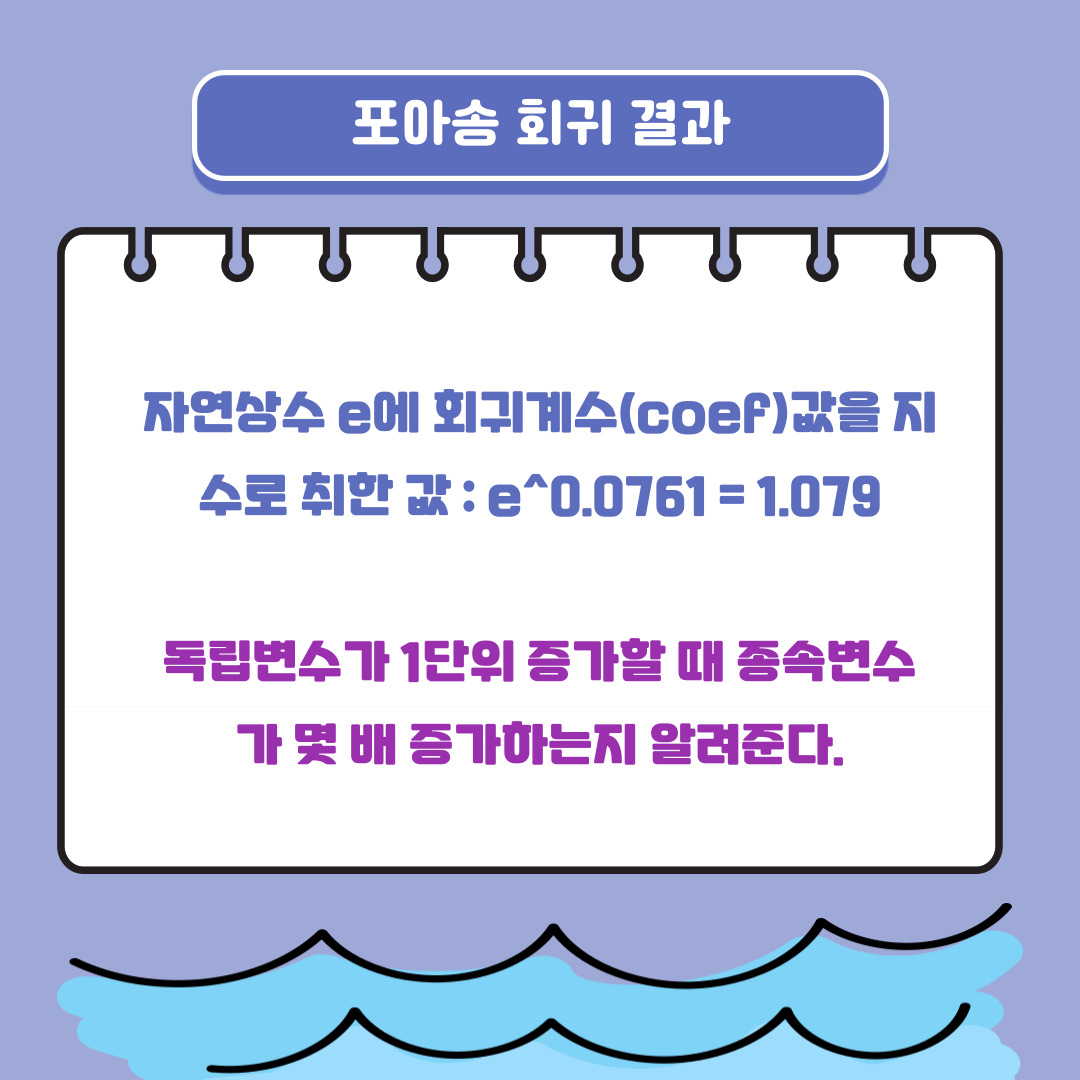 포아송 회귀 결과
자연상수 e에 회귀계수(coef)값을 지
수로 취한 값 : e^0.0761 = 1.079
독립변수가 1단위 증가할 때 종속변수
가 몇 배 증가하는지 알려준다.